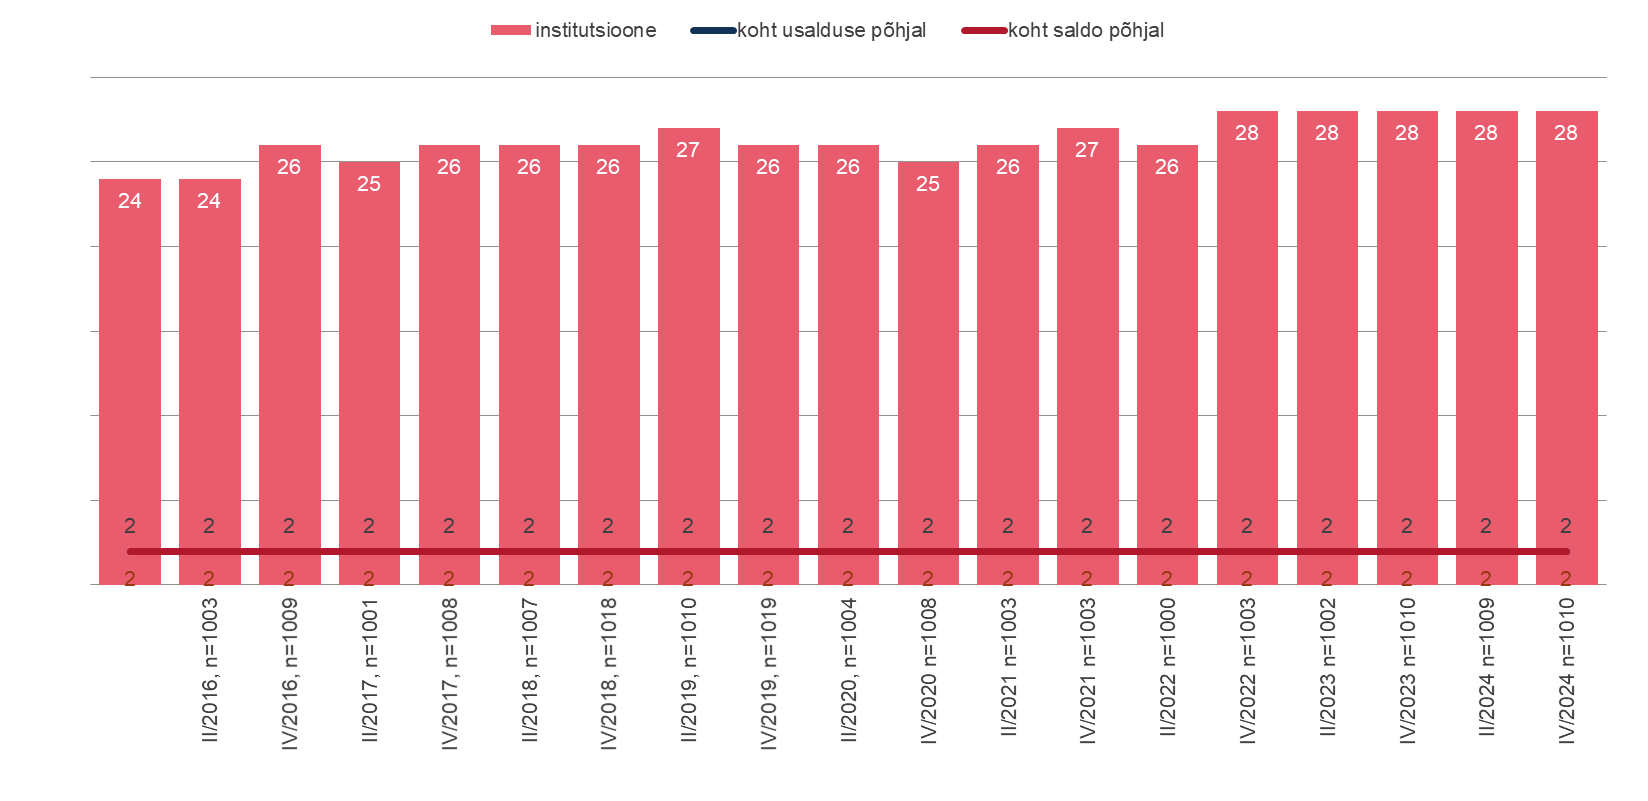 institutsioone koht usalduse põhjal koht saldo põhjal
24 24 26 25 26 26 26 27 26 26 25 26 27 26 28 28 28 28 28
2 2 2 2 2 2 2 2 2 2 2 2 2 2 2 2 2 2 2
2 2 2 2 2 2 2 2 2 2 2 2 2 2 2 2 2 2 2
II/2016, n=1003
IV/2016, n=1009
II/2017, n=1001
IV/2017, n=1008
II/2018, n=1007
IV/2018, n=1018
II/2019, n=1010
IV/2019, n=1019
II/2020, n=1004
IV/2020 n=1008
II/2021 n=1003
IV/2021 n=1003
II/2022 n=1000
IV/2022 n=1003
II/2023 n=1002
IV/2023 n=1010
II/2024 n=1009
IV/2024 n=1010